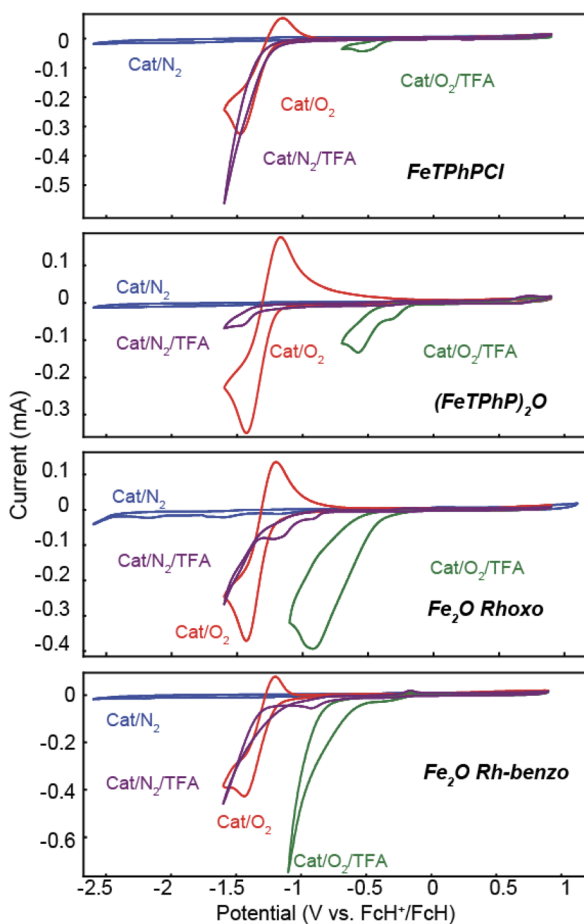 0
-0.1
-0.2
-0.3
-0.4
-0.5
Cat/N₂
Cat/O₂/TFA
Cat/O₂
Cat/N₂/TFA
FeTPhPCl
0.1
0
-0.1
-0.2
-0.3
Cat/N₂
Cat/N₂/TFA
Cat/O₂
Cat/O₂/TFA
(FeTPhP)₂O
Current (mA)
0.1
0
-0.1
-0.2
-0.3
-0.4
Cat/N₂
Cat/N₂/TFA
Cat/O₂/TFA
Cat/O₂
Fe₂O Rhoxo
0
-0.2
-0.4
-0.6
Cat/N₂
Cat/N₂/TFA
Cat/O₂
Cat/O₂/TFA
Fe₂O Rh-benzo
-2.5 -2 -1.5 -1 -0.5 0 0.5 1
Potential (V vs. FcH⁺/FcH)